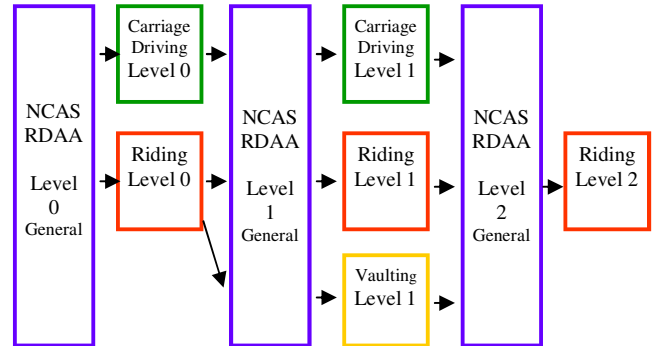 NCAS
RDAA
Level
0
General
Carriage
Driving
Level 0
Riding
Level 0
NCAS
RDAA
Level
1
General
Carriage
Driving
Level 1
Riding
Level 1
Vaulting
Level 1
NCAS
RDAA
Level
2
General
Riding
Level 2